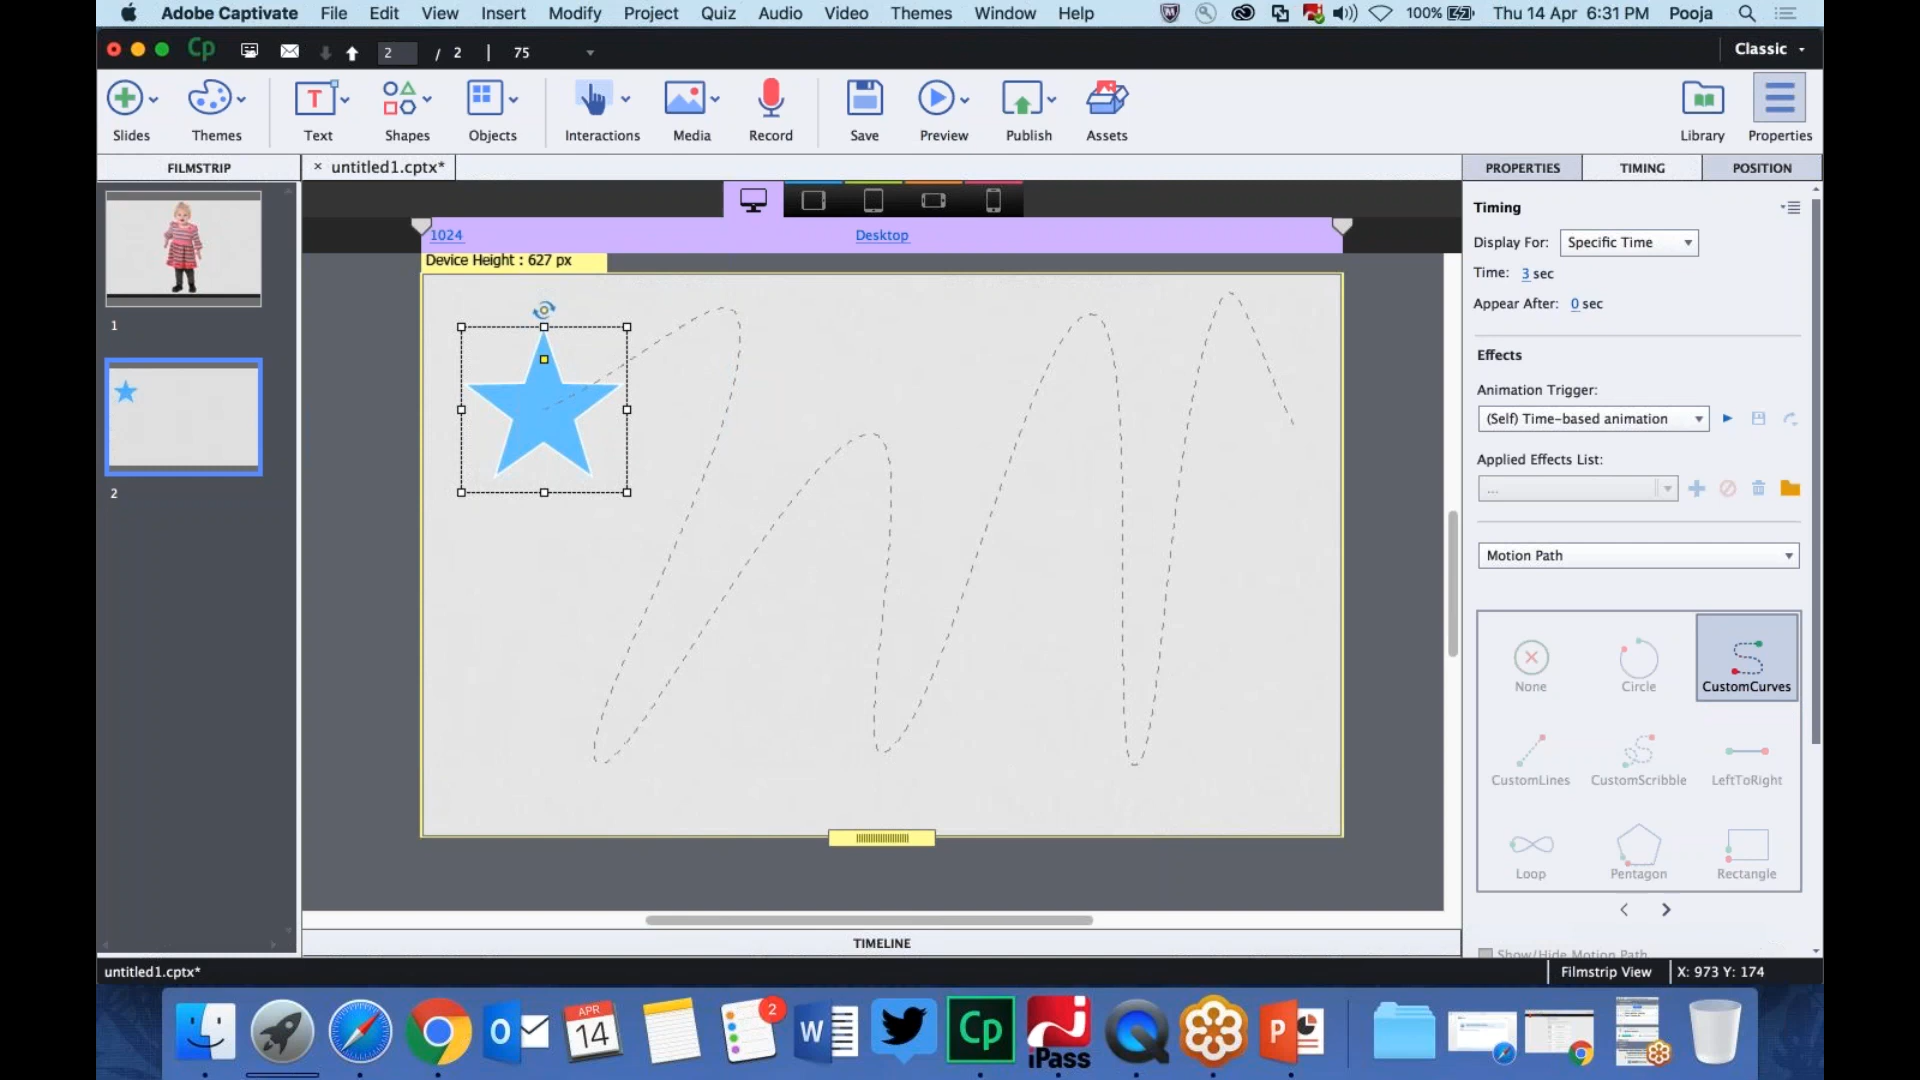 Adobe Captivate File Edit View Insert Modify Project Quiz Audio Video Themes Window Help 100% Thu 14 Apr 6:31 PM Pooja
Cp 2 / 2 | 75 Classic
Slides Themes Text Shapes Objects Interactions Media Record Save Preview Publish Assets Library Properties
FILMSTRIP × untitled1.cptx* PROPERTIES TIMING POSITION
Timing
1024 Desktop
Display For: Specific Time
Device Height : 627 px
Time: 3 sec
Appear After: 0 sec
1
Effects
Animation Trigger:
(Self) Time-based animation
Applied Effects List:
...
2
Motion Path
None Circle CustomCurves
CustomLines CustomScribble LeftToRight
Loop Pentagon Rectangle
TIMELINE
Show/Hide Motion Path
untitled1.cptx* Filmstrip View X: 973 Y: 174
APR
14
2
Cp
iPass